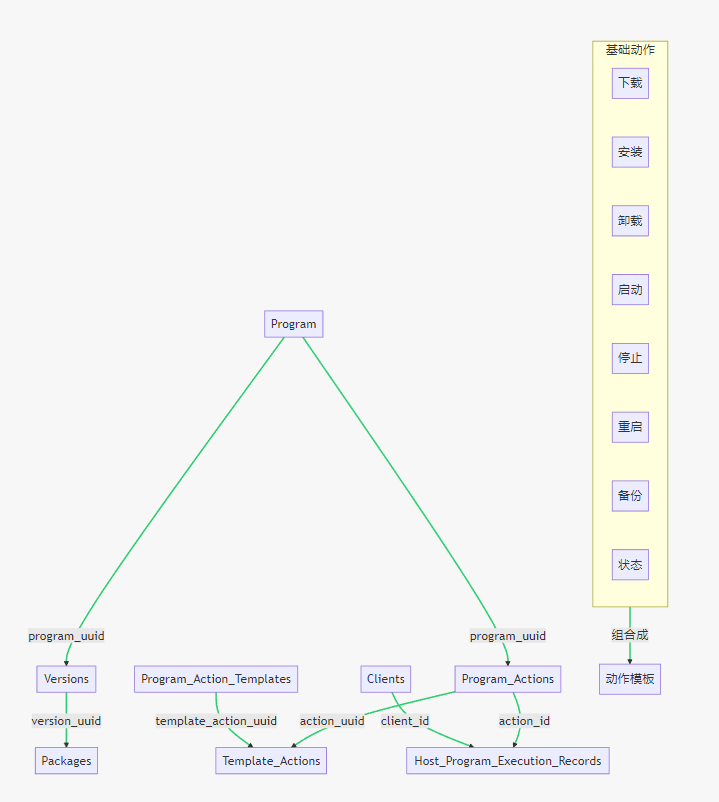 基础动作
下载
安装
卸载
启动
Program
停止
重启
备份
状态
program_uuid
program_uuid
组合成
Versions
Program_Action_Templates
Clients
Program_Actions
动作模板
version_uuid
template_action_uuid
action_uuid
client_id
action_id
Packages
Template_Actions
Host_Program_Execution_Records